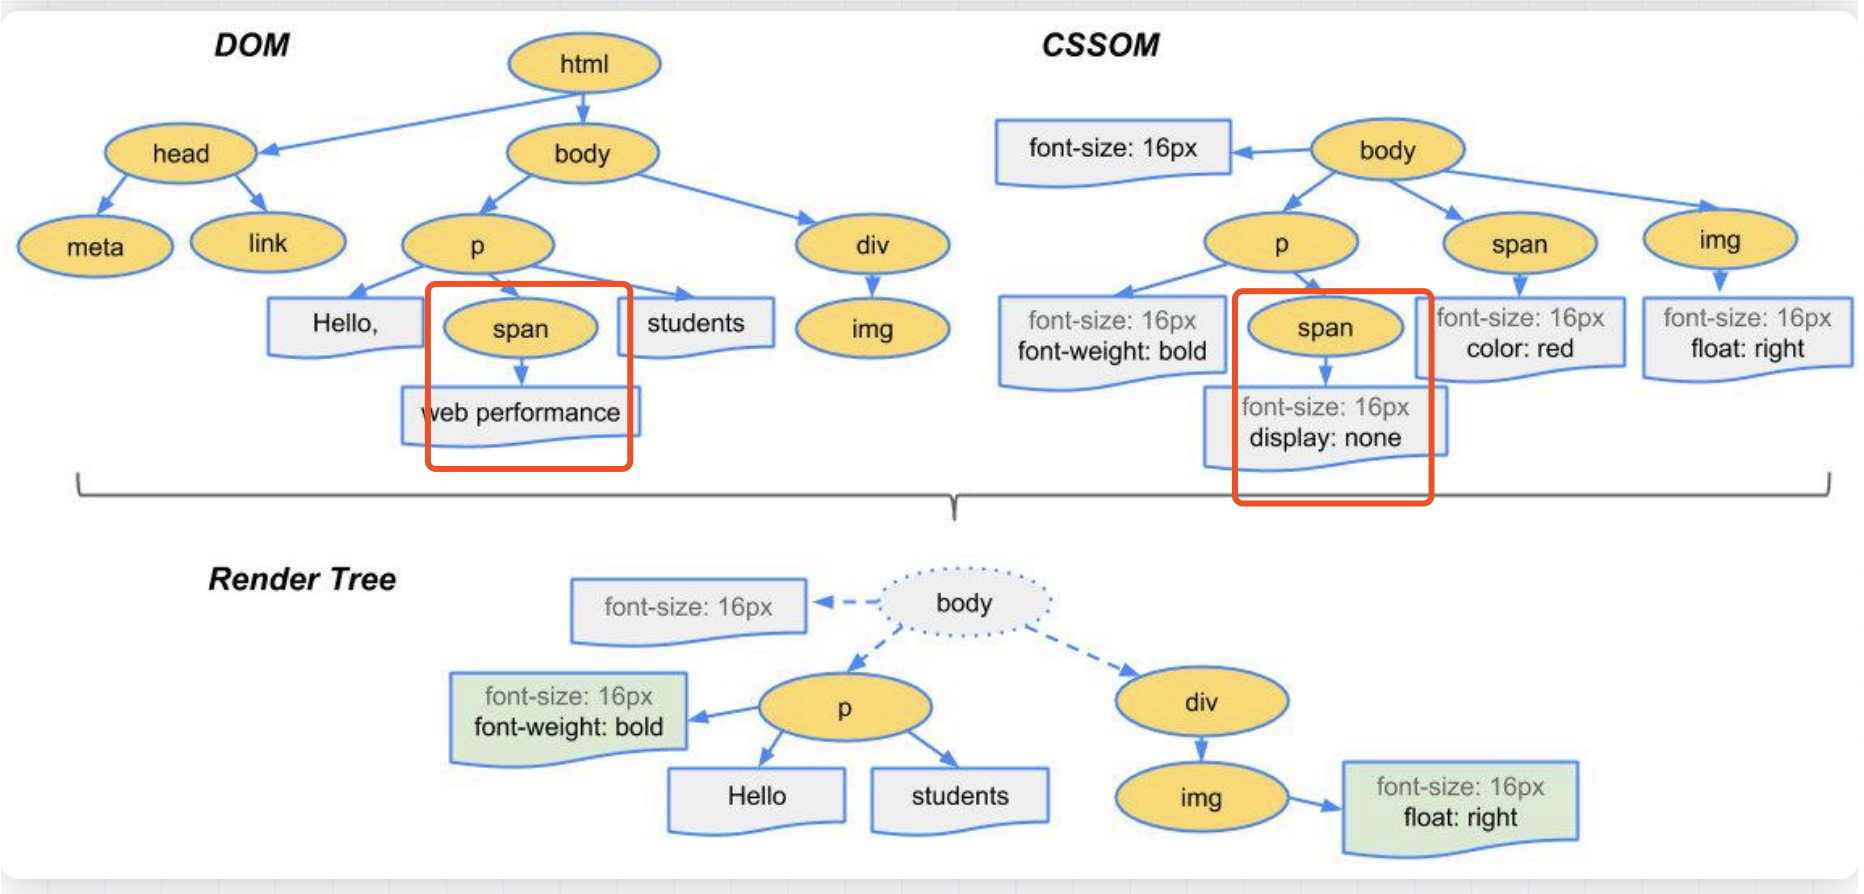 DOM
html
head
body
meta
link
p
div
Hello,
span
students
img
web performance
CSSOM
font-size: 16px
body
p
span
img
font-size: 16px
font-weight: bold
span
font-size: 16px
color: red
font-size: 16px
float: right
font-size: 16px
display: none
Render Tree
font-size: 16px
body
font-size: 16px
font-weight: bold
p
div
Hello
students
img
font-size: 16px
float: right